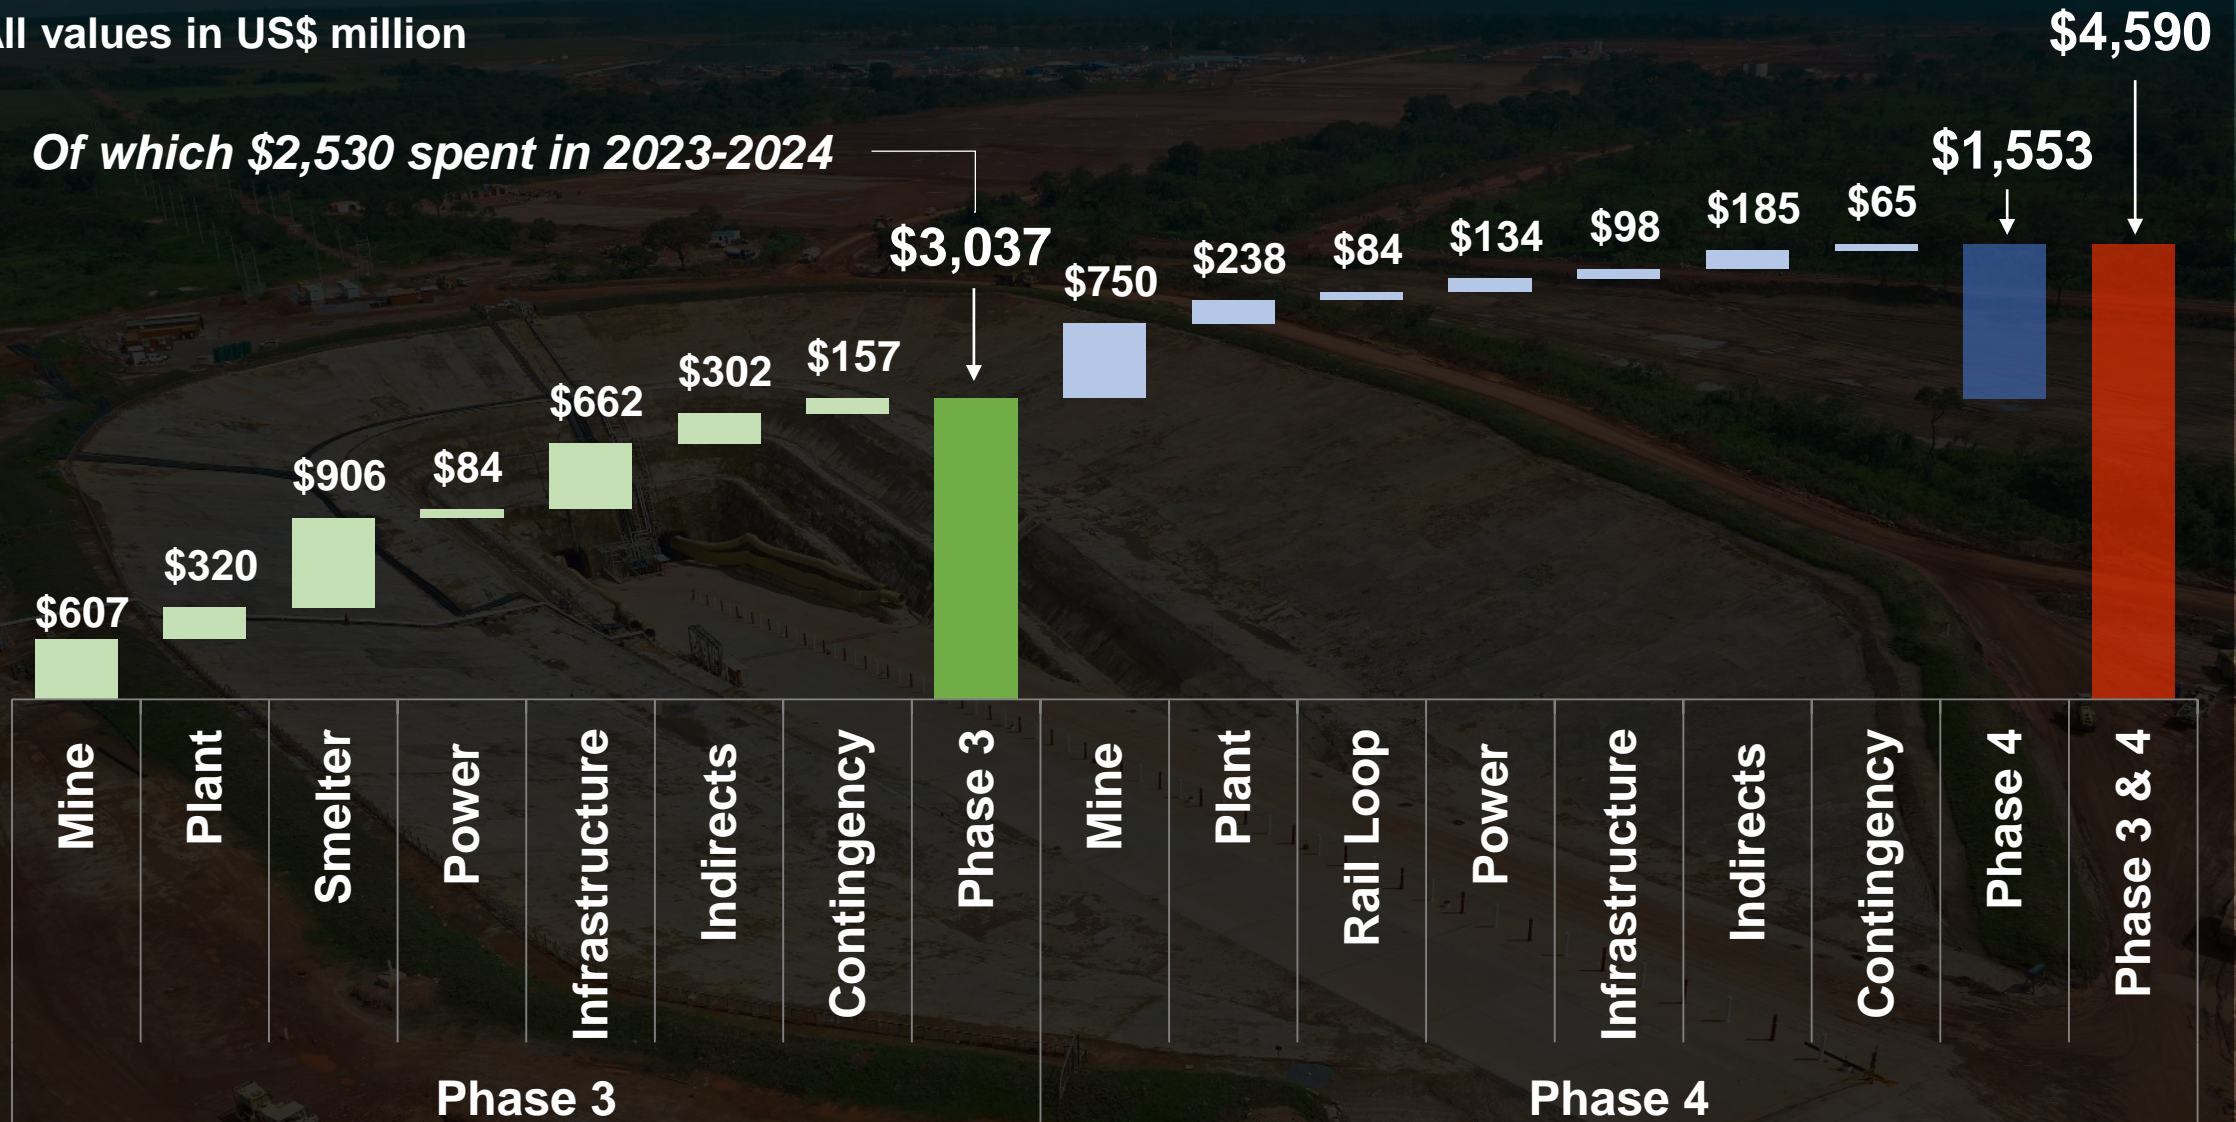 ll values in US$ million
$4,590
Of which $2,530 spent in 2023-2024
$1,553
$3,037
$607
$320
$906
$84
$662
$302
$157
$750
$238
$84
$134
$98
$185
$65
Mine
Plant
Smelter
Power
Infrastructure
Indirects
Contingency
Phase 3
Mine
Plant
Rail Loop
Power
Infrastructure
Indirects
Contingency
Phase 4
Phase 3 & 4
Phase 3
Phase 4